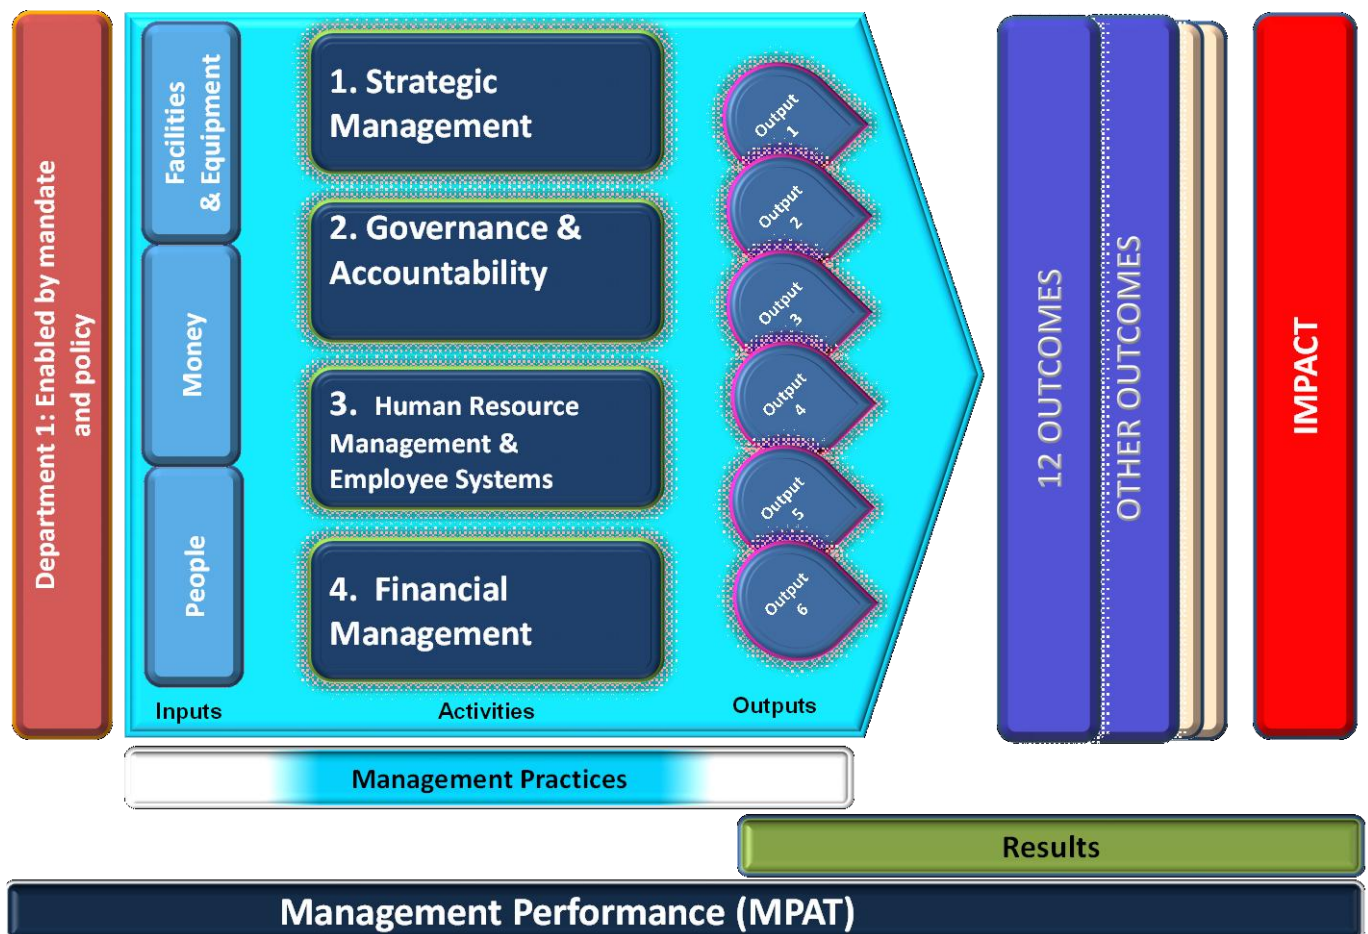 Department 1: Enabled by mandate
and policy
Facilities
& Equipment
Money
People
Inputs
1. Strategic
Management
2. Governance &
Accountability
3. Human Resource
Management &
Employee Systems
4. Financial
Management
Activities
Output
1
Output
2
Output
3
Output
4
Output
5
Output
6
Outputs
12 OUTCOMES
OTHER OUTCOMES
IMPACT
Management Practices
Results
Management Performance (MPAT)